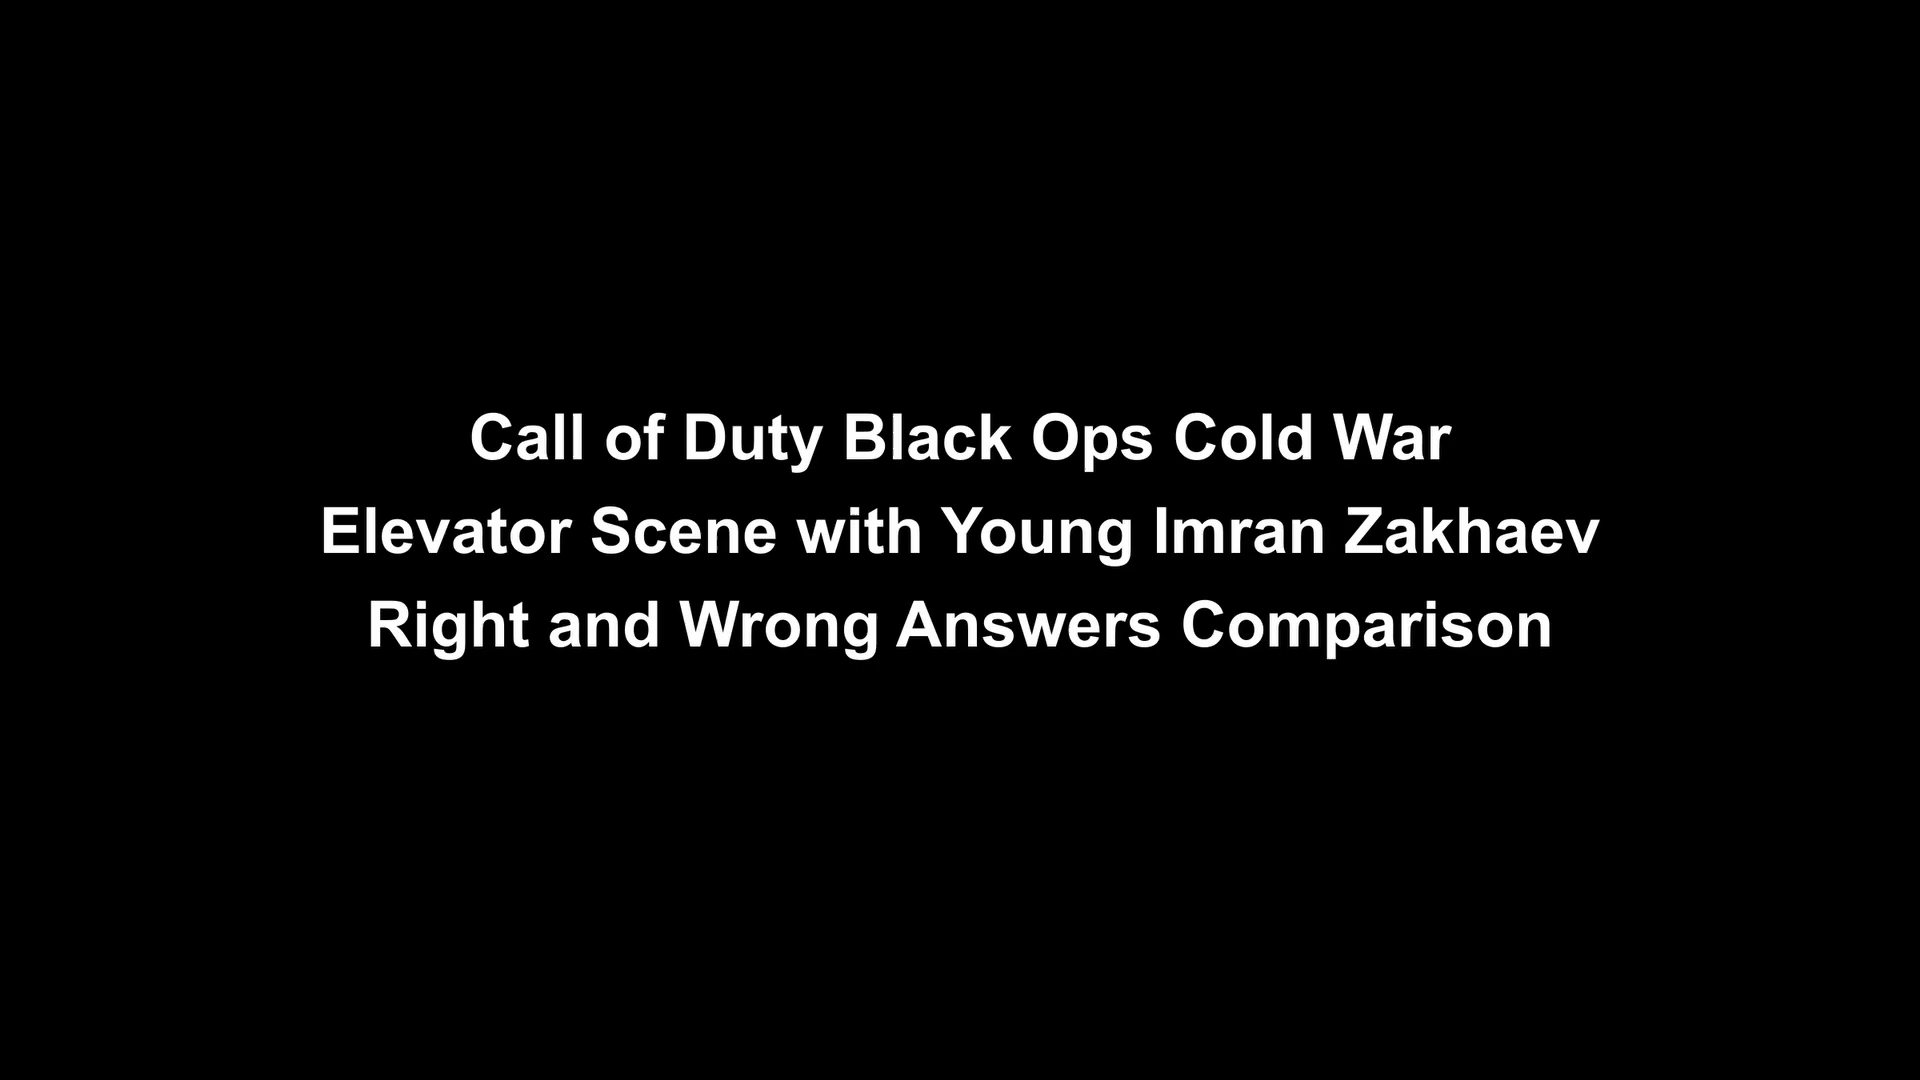 Call of Duty Black Ops Cold War
Elevator Scene with Young Imran Zakhaev
Right and Wrong Answers Comparison